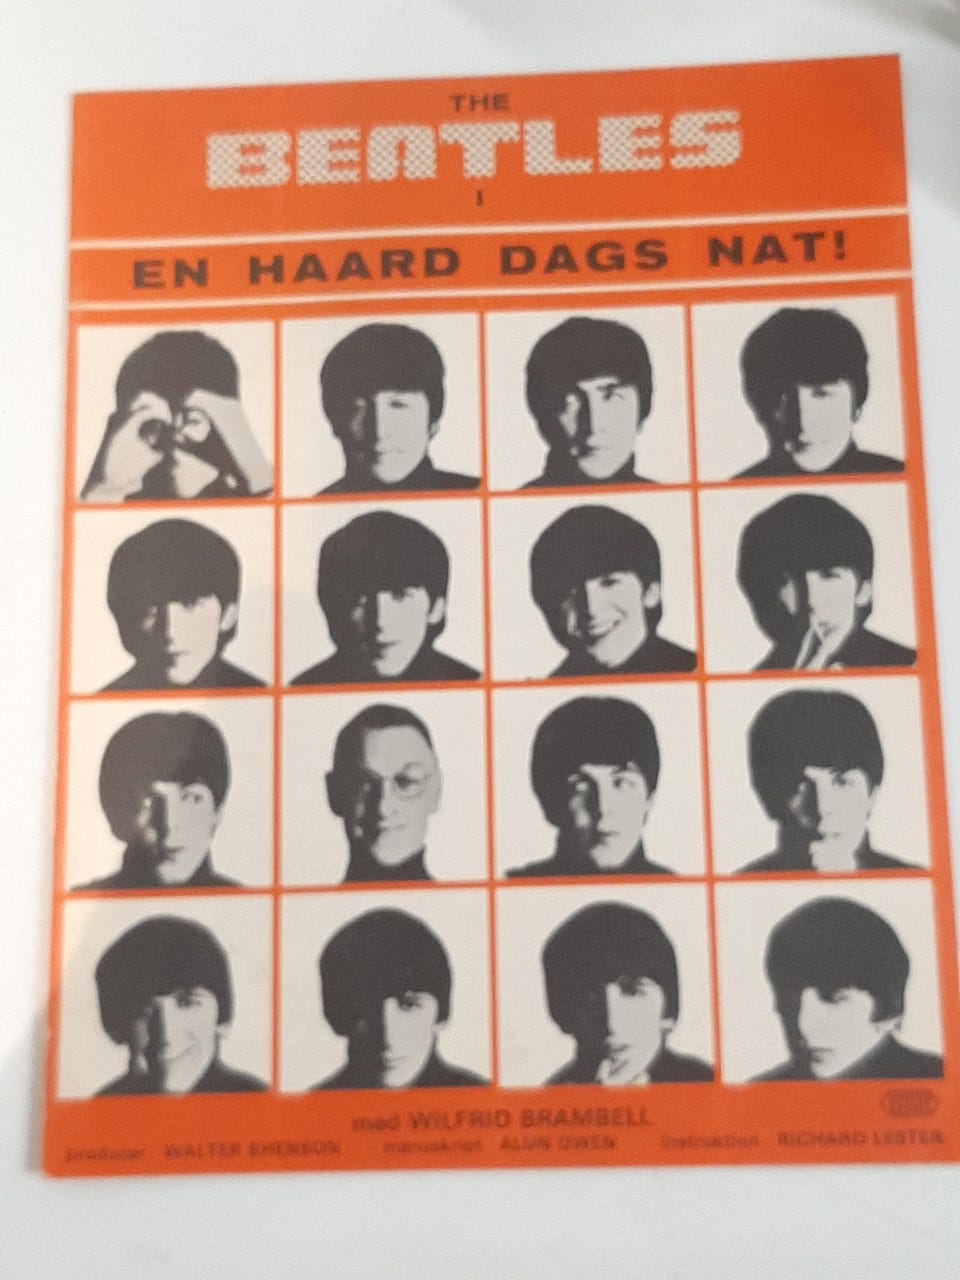 THE
BEATLES
I
EN HAARD DAGS NAT!
med WILFRID BRAMBELL
producer WALTER SHENSON manuskript ALUN OWEN instruktion RICHARD LESTER